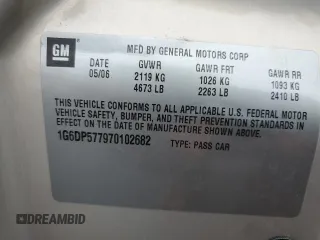 GM
MFD BY GENERAL MOTORS CORP
DATE GVWR GAWR FRT GAWR RR
05/06 2119 KG 1026 KG 1093 KG
4673 LB 2263 LB 2410 LB
THIS VEHICLE CONFORMS TO ALL APPLICABLE U.S. FEDERAL MOTOR
VEHICLE SAFETY, BUMPER, AND THEFT PREVENTION STANDARDS
IN EFFECT ON THE DATE OF MANUFACTURE SHOWN ABOVE.
1G6DP577970102682 TYPE: PASS CAR
DREAMBID